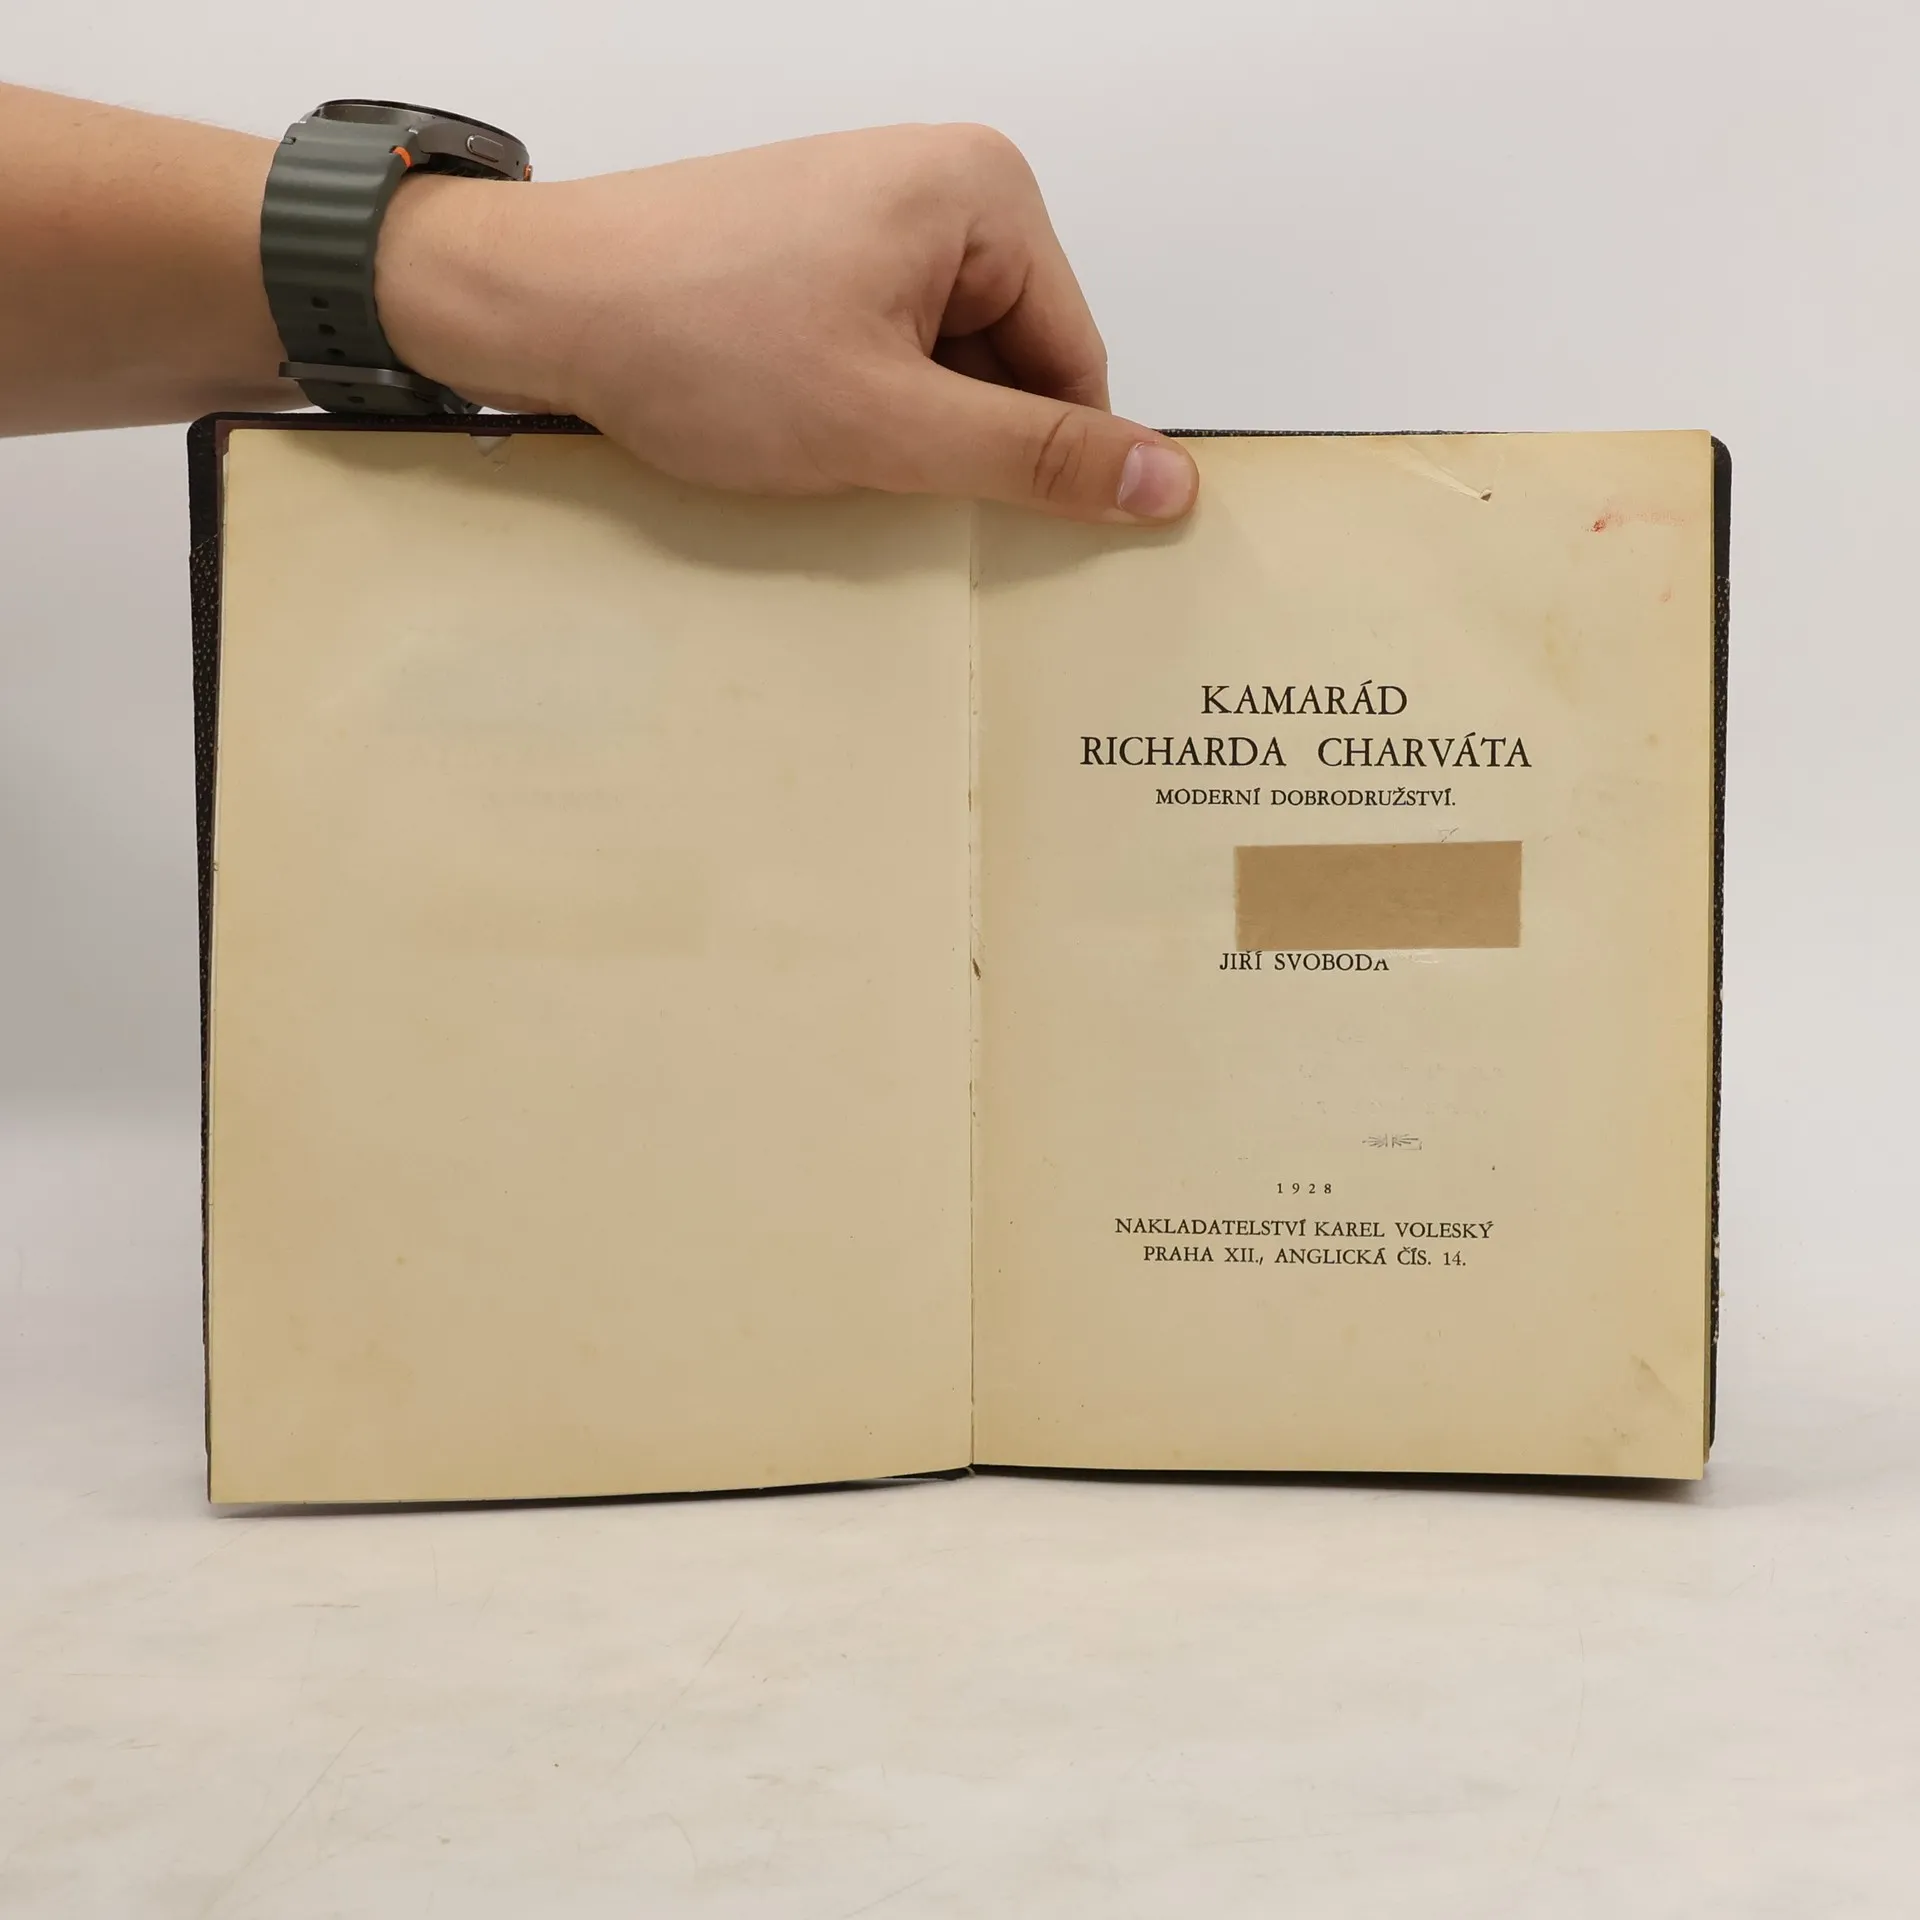 KAMARÁD
RICHARDA CHARVÁTA
MODERNÍ DOBRODRUŽSTVÍ.
JIŘÍ SVOBODA
1928
NAKLADATELSTVÍ KAREL VOLESKÝ
PRAHA XII., ANGLICKÁ ČÍS. 14.